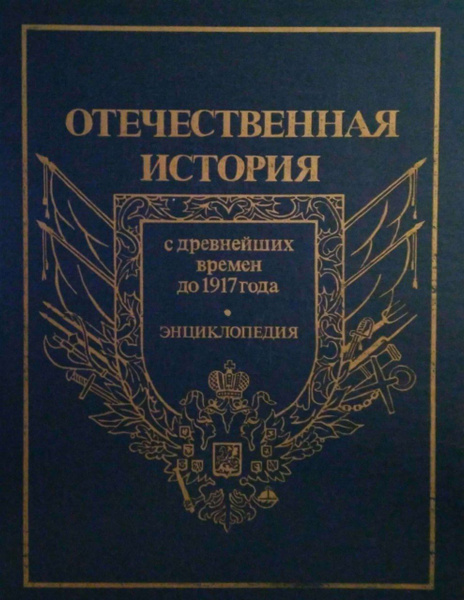 ОТЕЧЕСТВЕННАЯ
ИСТОРИЯ
с древнейших
времен
до 1917 года
•
ЭНЦИКЛОПЕДИЯ